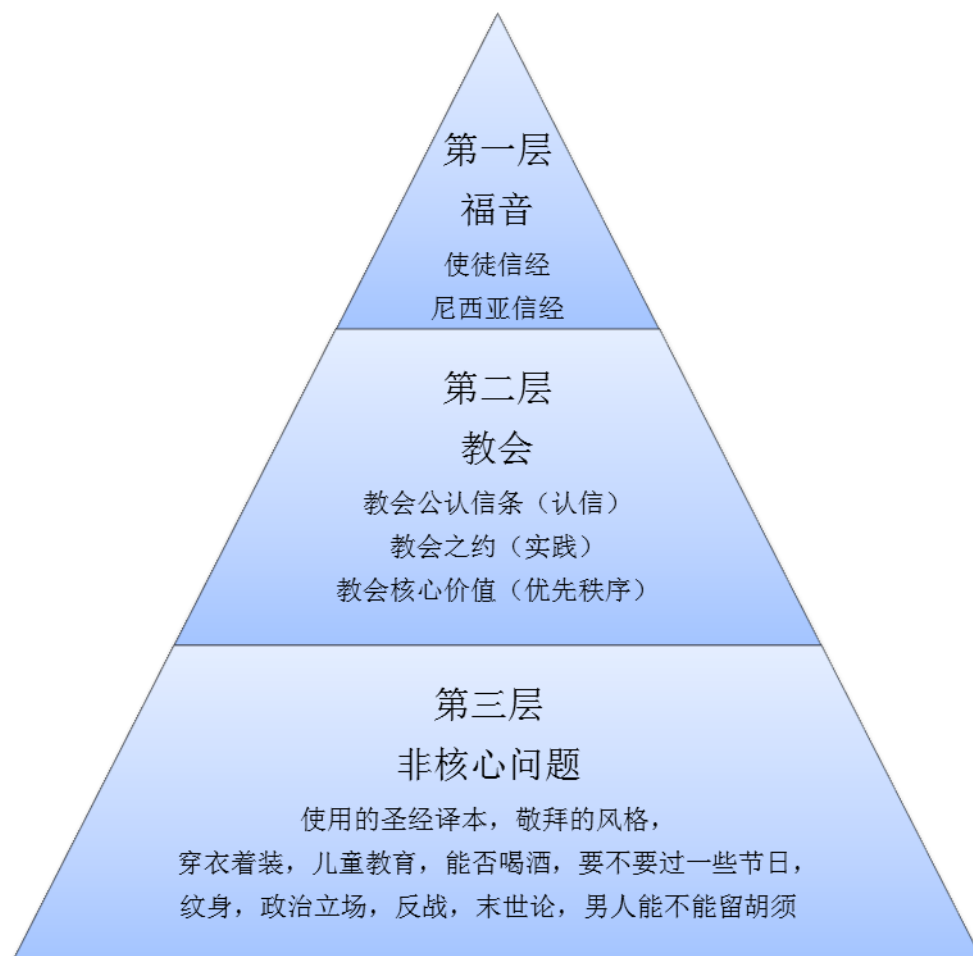 第一层
福音
使徒信经
尼西亚信经
第二层
教会
教会公认信条（认信）
教会之约（实践）
教会核心价值（优先秩序）
第三层
非核心问题
使用的圣经译本，敬拜的风格，
穿衣着装，儿童教育，能否喝酒，要不要过一些节日，
纹身，政治立场，反战，末世论，男人能不能留胡须